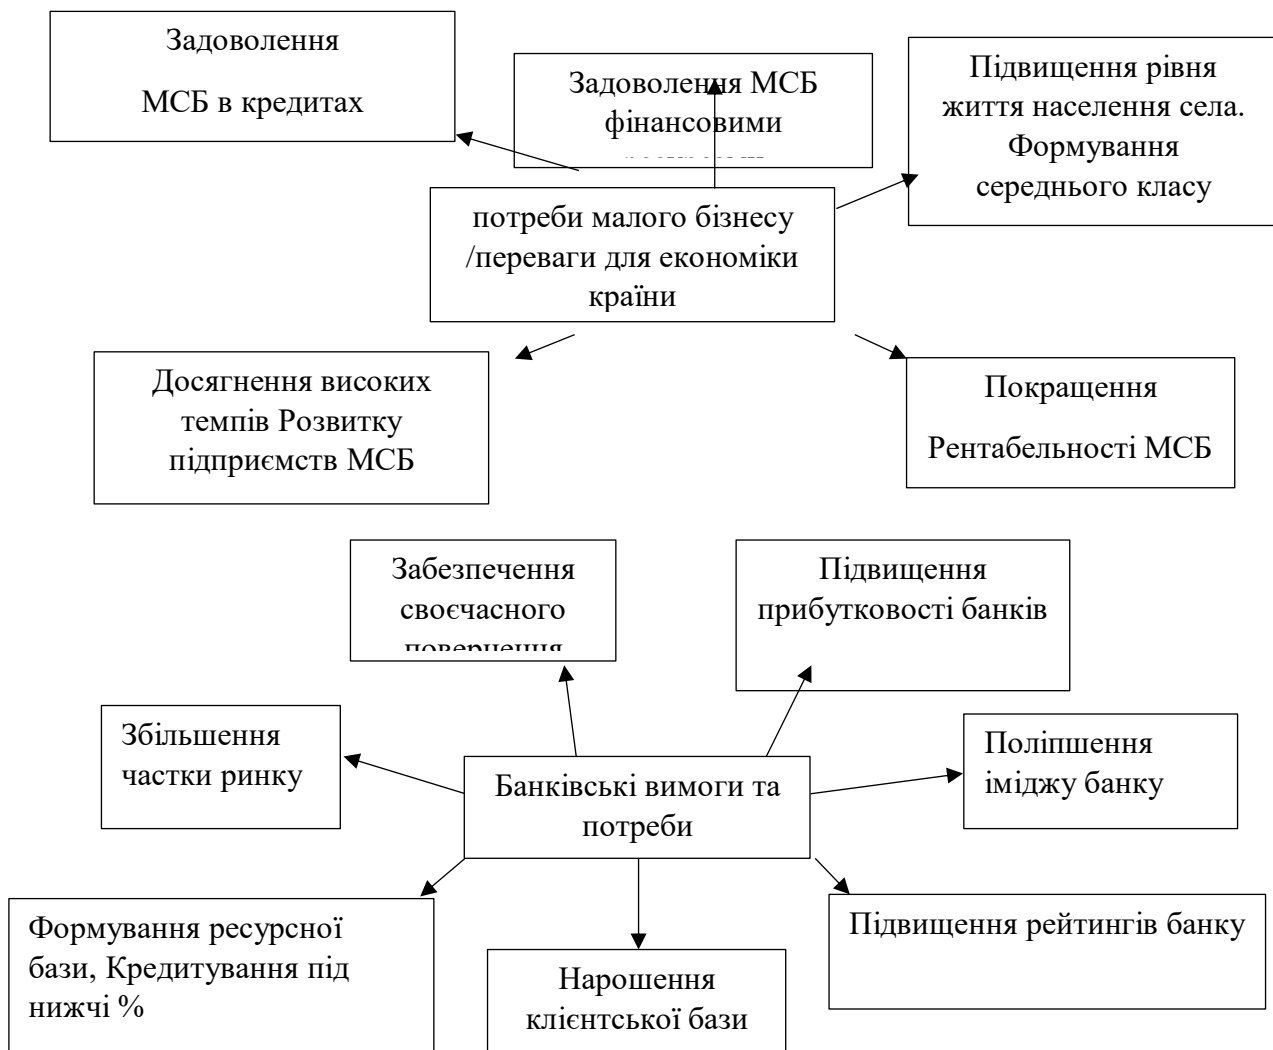 Задоволення
МСБ в кредитах
Задоволення МСБ
фінансовими
Підвищення рівня
життя населення села.
Формування
середнього класу
потреби малого бізнесу
/переваги для економіки
країни
Досягнення високих
темпів Розвитку
підприємств МСБ
Покращення
Рентабельності МСБ
Забезпечення
своєчасного
повернення
Підвищення
прибутковості банків
Збільшення
частки ринку
Банківські вимоги та
потреби
Поліпшення
іміджу банку
Формування ресурсної
бази, Кредитування під
нижчі %
Нарошення
клієнтської бази
Підвищення рейтингів банку